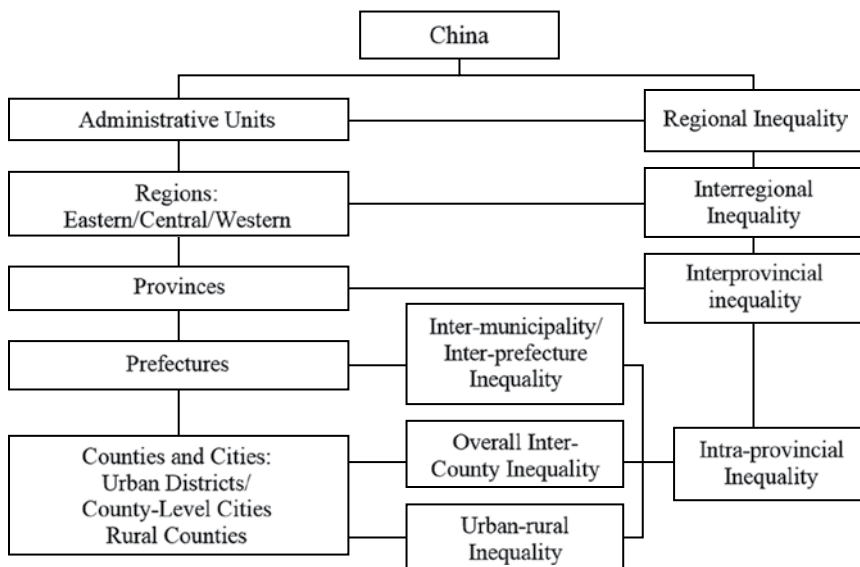 China
Administrative Units
Regional Inequality
Regions:
Eastern/Central/Western
Interregional
Inequality
Provinces
Interprovincial
inequality
Prefectures
Inter-municipality/
Inter-prefecture
Inequality
Counties and Cities:
Urban Districts/
County-Level Cities
Rural Counties
Overall Inter-
County Inequality
Intra-provincial
Inequality
Urban-rural
Inequality